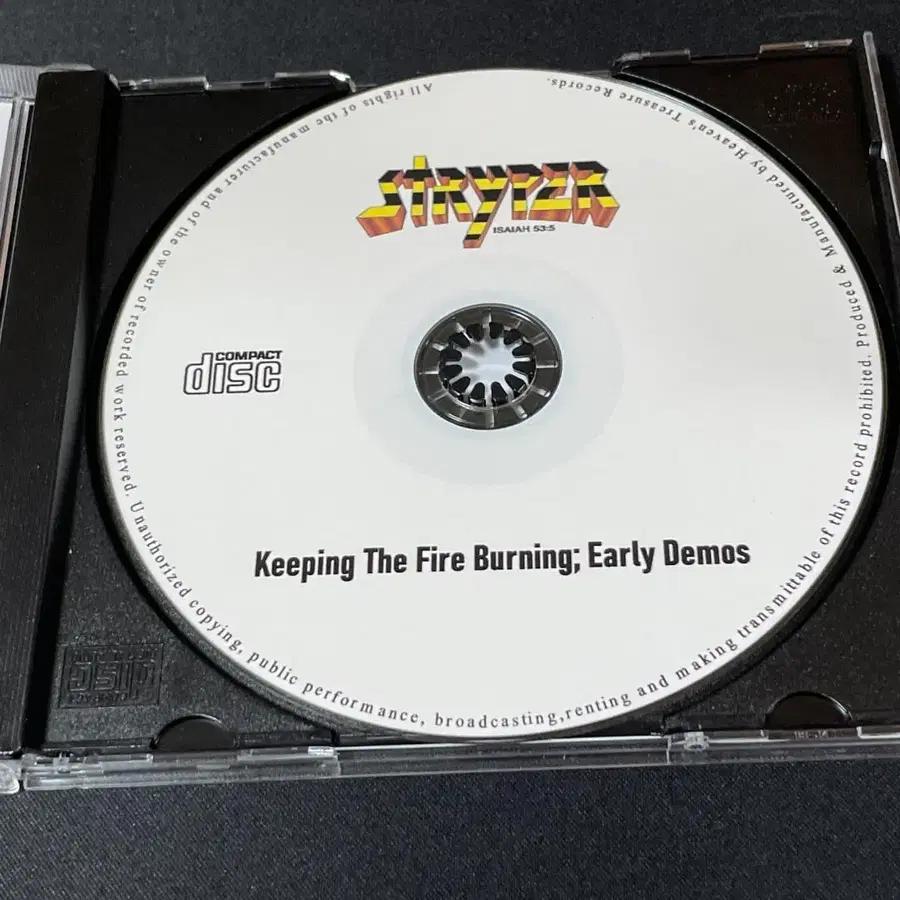 STRYPER
ISAIAH 53:5
COMPACT
disc
Keeping The Fire Burning; Early Demos
All rights of the manufacturer and of the owner of recorded work reserved. Unauthorized copying, public performance, broadcasting,renting and making transmittable of this record prohibited. Produced & Manufactured by Heaven's Treasure Records.